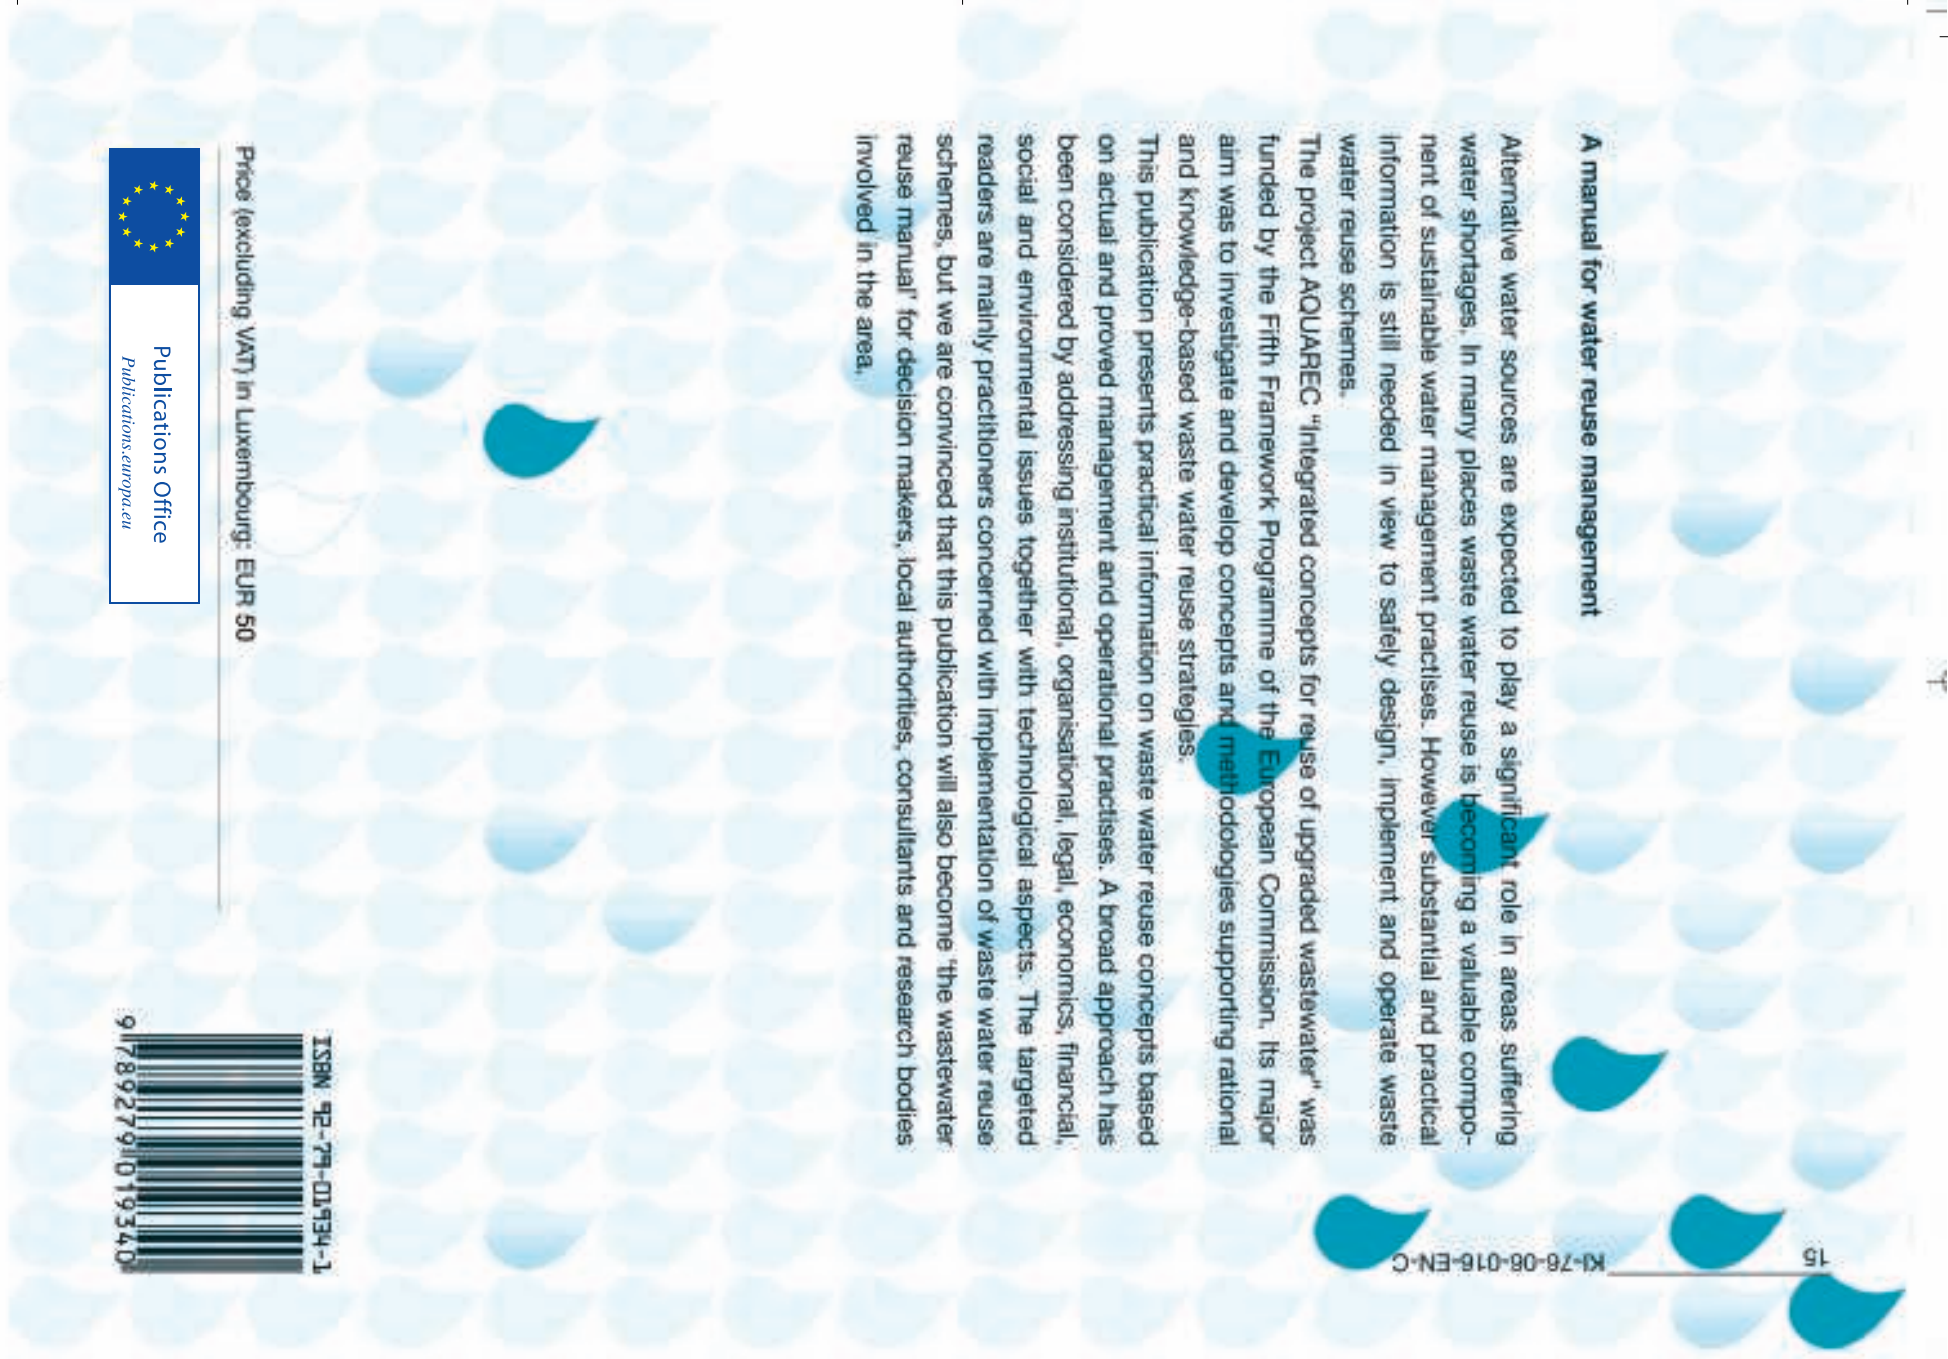 15
KI-76-06-016-EN-C
A manual for water reuse management
Alternative water sources are expected to play a significant role in areas suffering
water shortages. In many places waste water reuse is becoming a valuable compo-
nent of sustainable water management practises. However substantial and practical
information is still needed in view to safely design, implement and operate waste
water reuse schemes.
The project AQUAREC "Integrated concepts for reuse of upgraded wastewater" was
funded by the Fifth Framework Programme of the European Commission. Its major
aim was to investigate and develop concepts and methodologies supporting rational
and knowledge-based waste water reuse strategies.
This publication presents practical information on waste water reuse concepts based
on actual and proved management and operational practises. A broad approach has
been considered by addressing institutional, organisational, legal, economics, financial,
social and environmental issues together with technological aspects. The targeted
readers are mainly practitioners concerned with implementation of waste water reuse
schemes, but we are convinced that this publication will also become 'the wastewater
reuse manual' for decision makers, local authorities, consultants and research bodies
involved in the area.
Price (excluding VAT) in Luxembourg: EUR 50
Publications Office
Publications.europa.eu
ISBN 92-79-01934-1
9 789279 019340